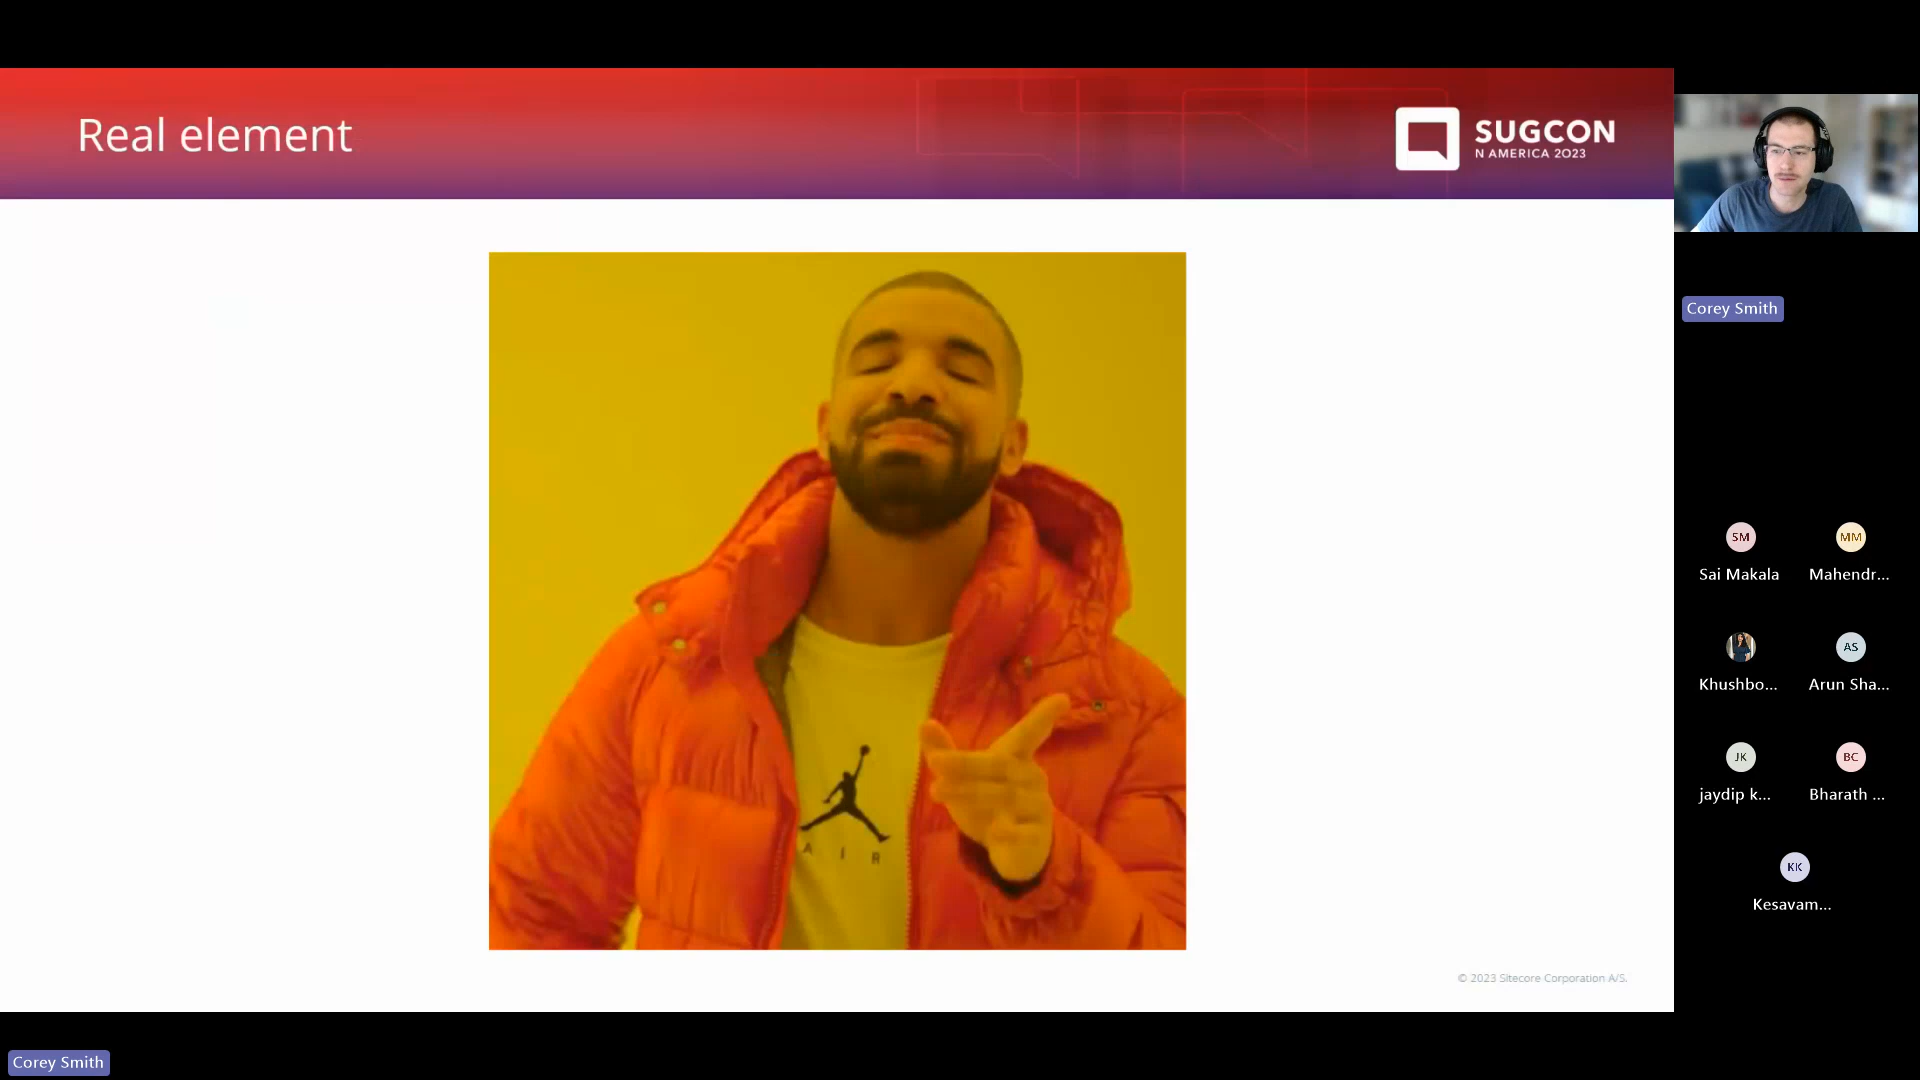 Real element
SUGCON
N AMERICA 2023
AIR
© 2023 Sitecore Corporation A/S.
Corey Smith
SM
MM
Sai Makala
Mahendr...
AS
Khushbo...
Arun Sha...
JK
BC
jaydip k...
Bharath ...
KK
Kesavam...
Corey Smith